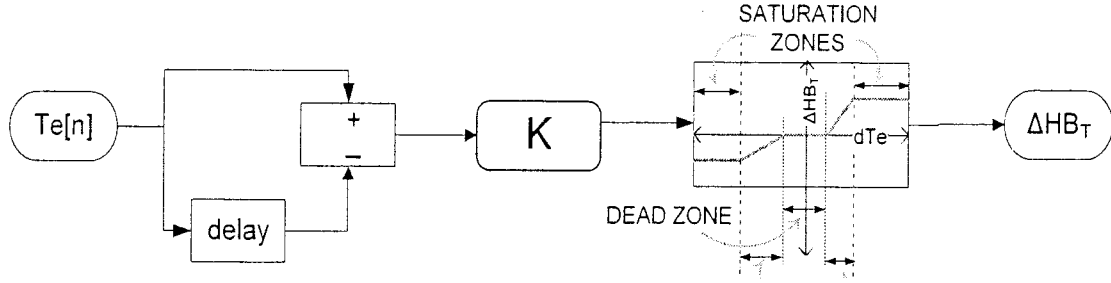 SATURATION
ZONES
Te[n]
+
−
K
ΔHB_T
dTe
ΔHB_T
delay
DEAD ZONE